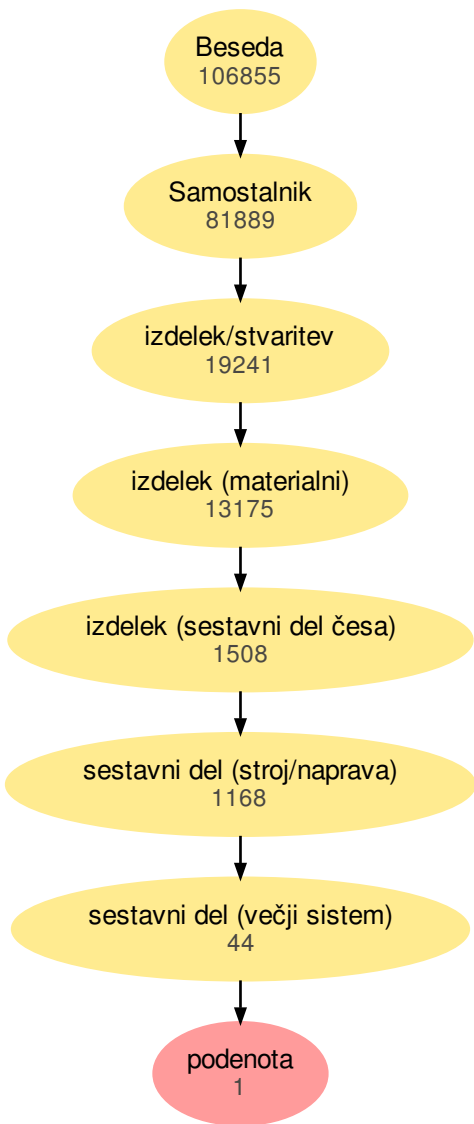 Beseda
106855
Samostalnik
81889
izdelek/stvaritev
19241
izdelek (materialni)
13175
izdelek (sestavni del česa)
1508
sestavni del (stroj/naprava)
1168
sestavni del (večji sistem)
44
podenota
1